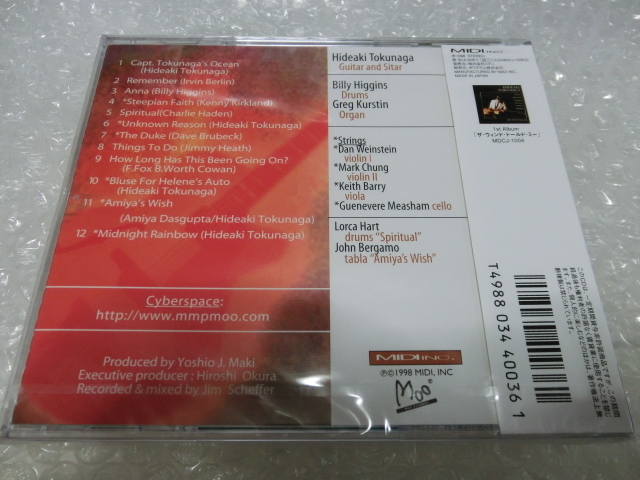 1 Capt. Tokunaga's Ocean
(Hideaki Tokunaga)
2 Remember (Irvin Berlin)
3 Anna (Billy Higgins)
4 *Steepian Faith (Kenny Kirkland)
5 Spiritual(Charlie Haden)
6 *Unknown Reason (Hideaki Tokunaga)
7 *The Duke (Dave Brubeck)
8 Things To Do (Jimmy Heath)
9 How Long Has This Been Going On?
(F.Fox B.Worth Cowan)
10 *Bluse For Helene's Auto
(Hideaki Tokunaga)
11 *Amiya's Wish
(Amiya Dasgupta/Hideaki Tokunaga)
12 *Midnight Rainbow (Hideaki Tokunaga)
Cyberspace:
http://www.mmpmoo.com
Produced by Yoshio J. Maki
Executive producer : Hiroshi Okura
Recorded & mixed by Jim Scheffer
Hideaki Tokunaga
Guitar and Sitar
Billy Higgins
Drums
Greg Kurstin
Organ
*Strings
*Dan Weinstein
violin I
*Mark Chung
violin II
*Keith Barry
viola
*Guenevere Measham cello
Lorca Hart
drums "Spiritual"
John Bergamo
tabla "Amiya's Wish"
MIDI INC.
Ⓟ©1998 MIDI, INC
Moo
MIDI
MANUFACTURED BY MIDI INC.
MADE IN JAPAN
1st Album
「ザ・ウィンド・トールド・ミー」
MDCJ-1004
T4988 034 400361